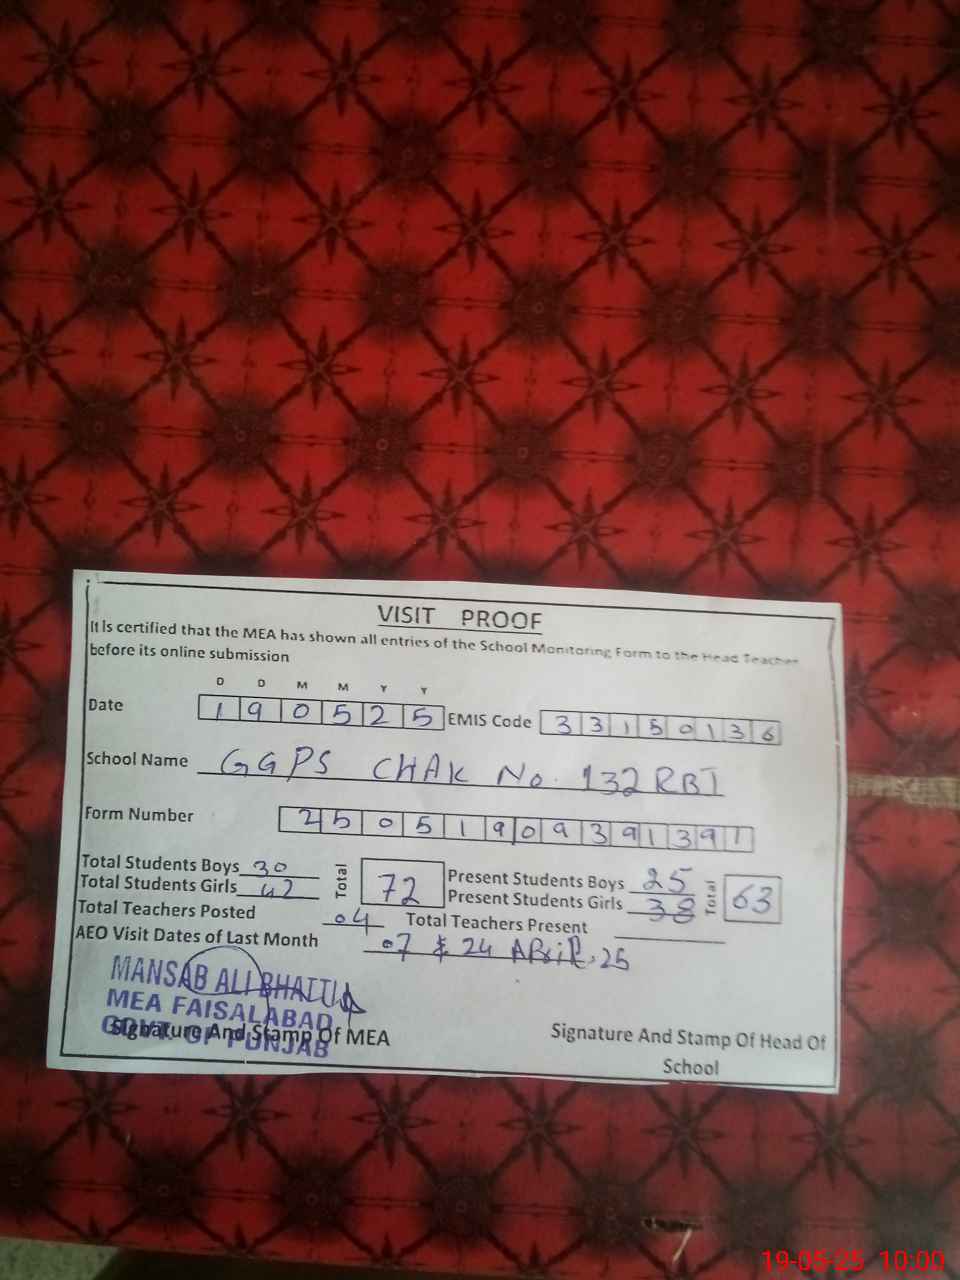 VISIT PROOF
It Is certified that the MEA has shown all entries of the School Monitoring Form to the Head Teacher
before its online submission
D D M M Y Y
Date 1 9 0 5 2 5 EMIS Code 3 3 1 5 0 1 3 6
School Name GGPS CHAK No. 132 RBI
Form Number 2 5 0 5 1 9 0 9 3 9 1 3 9 1
Total Students Boys 30 Total 72 Present Students Boys 25 Total 63
Total Students Girls 42 Present Students Girls 38
Total Teachers Posted 04 Total Teachers Present
AEO Visit Dates of Last Month 07 & 24 April, 25
MANSAB ALI BHATTI
MEA FAISALABAD
GOVT. OF PUNJAB
Signature And Stamp Of MEA
Signature And Stamp Of Head Of
School
19-05-25 10:00